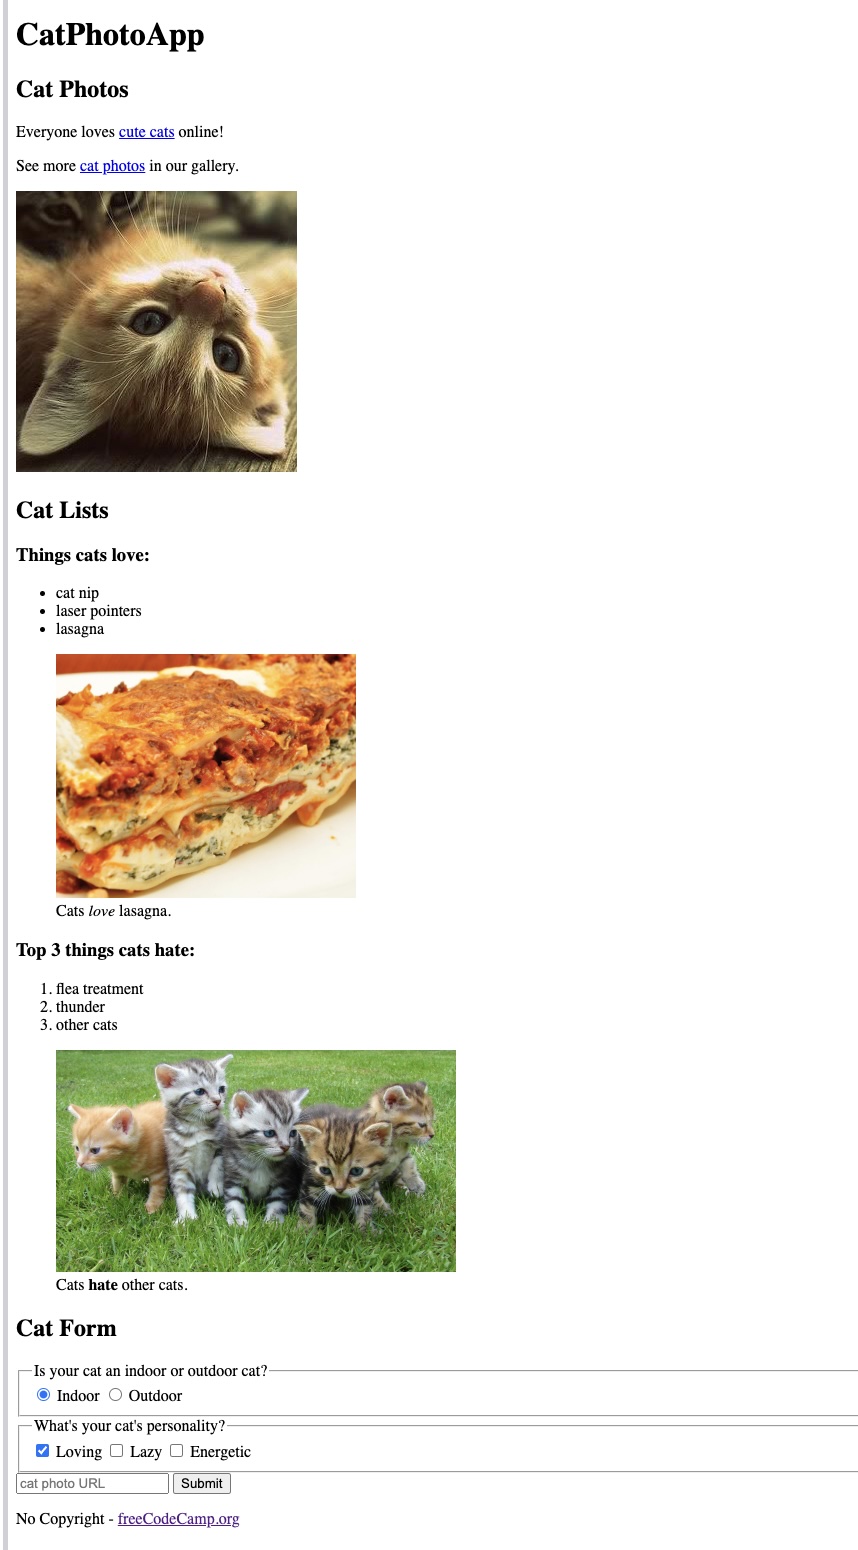 CatPhotoApp
Cat Photos
Everyone loves cute cats online!
See more cat photos in our gallery.
Cat Lists
Things cats love:
• cat nip
• laser pointers
• lasagna
Cats love lasagna.
Top 3 things cats hate:
1. flea treatment
2. thunder
3. other cats
Cats hate other cats.
Cat Form
Is your cat an indoor or outdoor cat?
Indoor Outdoor
What's your cat's personality?
Loving Lazy Energetic
cat photo URL Submit
No Copyright - freeCodeCamp.org